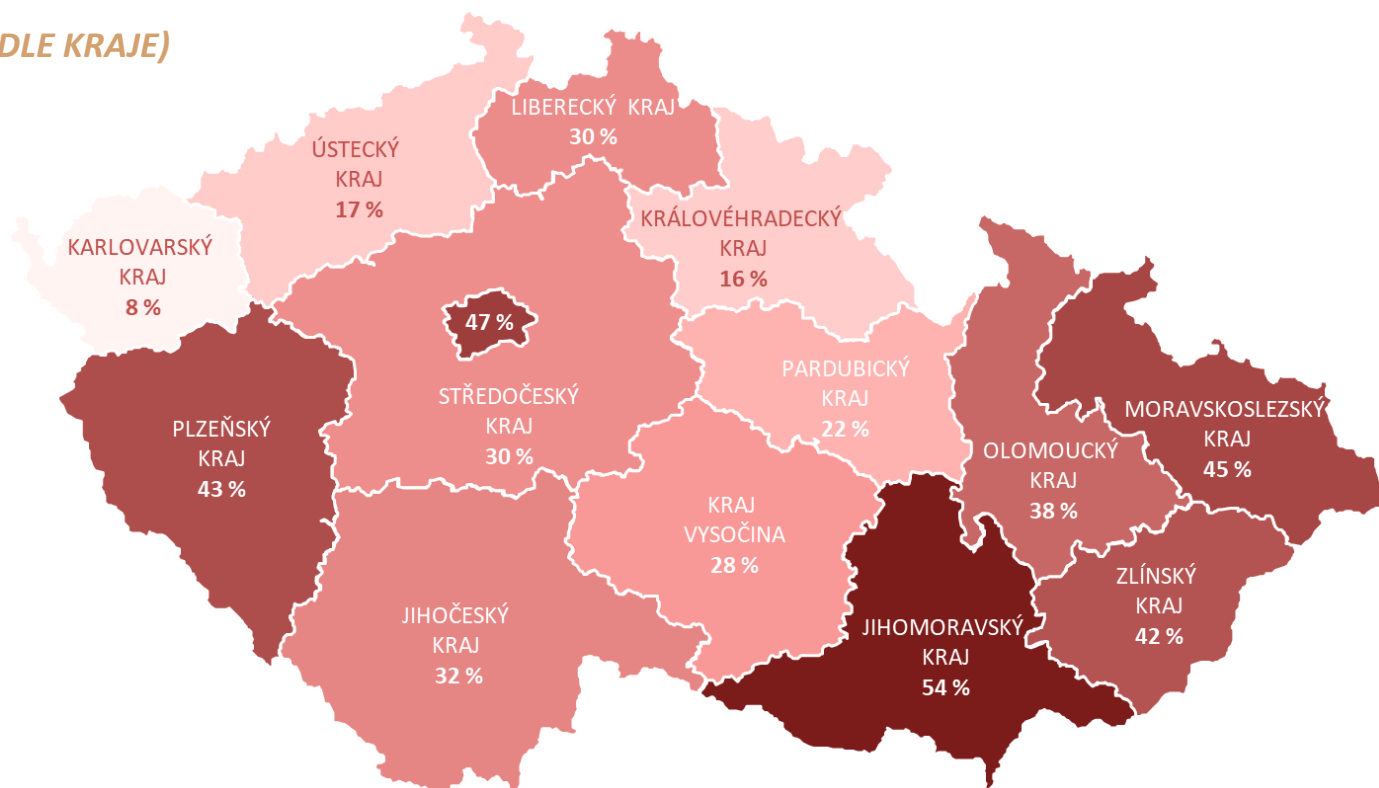 DLE KRAJE)
LIBERECKÝ KRAJ
30 %
ÚSTECKÝ
KRAJ
17 %
KRÁLOVÉHRADECKÝ
KRAJ
16 %
KARLOVARSKÝ
KRAJ
8 %
47 %
STŘEDOČESKÝ
KRAJ
30 %
PARDUBICKÝ
KRAJ
22 %
MORAVSKOSLEZSKÝ
KRAJ
45 %
PLZEŇSKÝ
KRAJ
43 %
OLOMOUCKÝ
KRAJ
38 %
KRAJ
VYSOČINA
28 %
ZLÍNSKÝ
KRAJ
42 %
JIHOČESKÝ
KRAJ
32 %
JIHOMORAVSKÝ
KRAJ
54 %